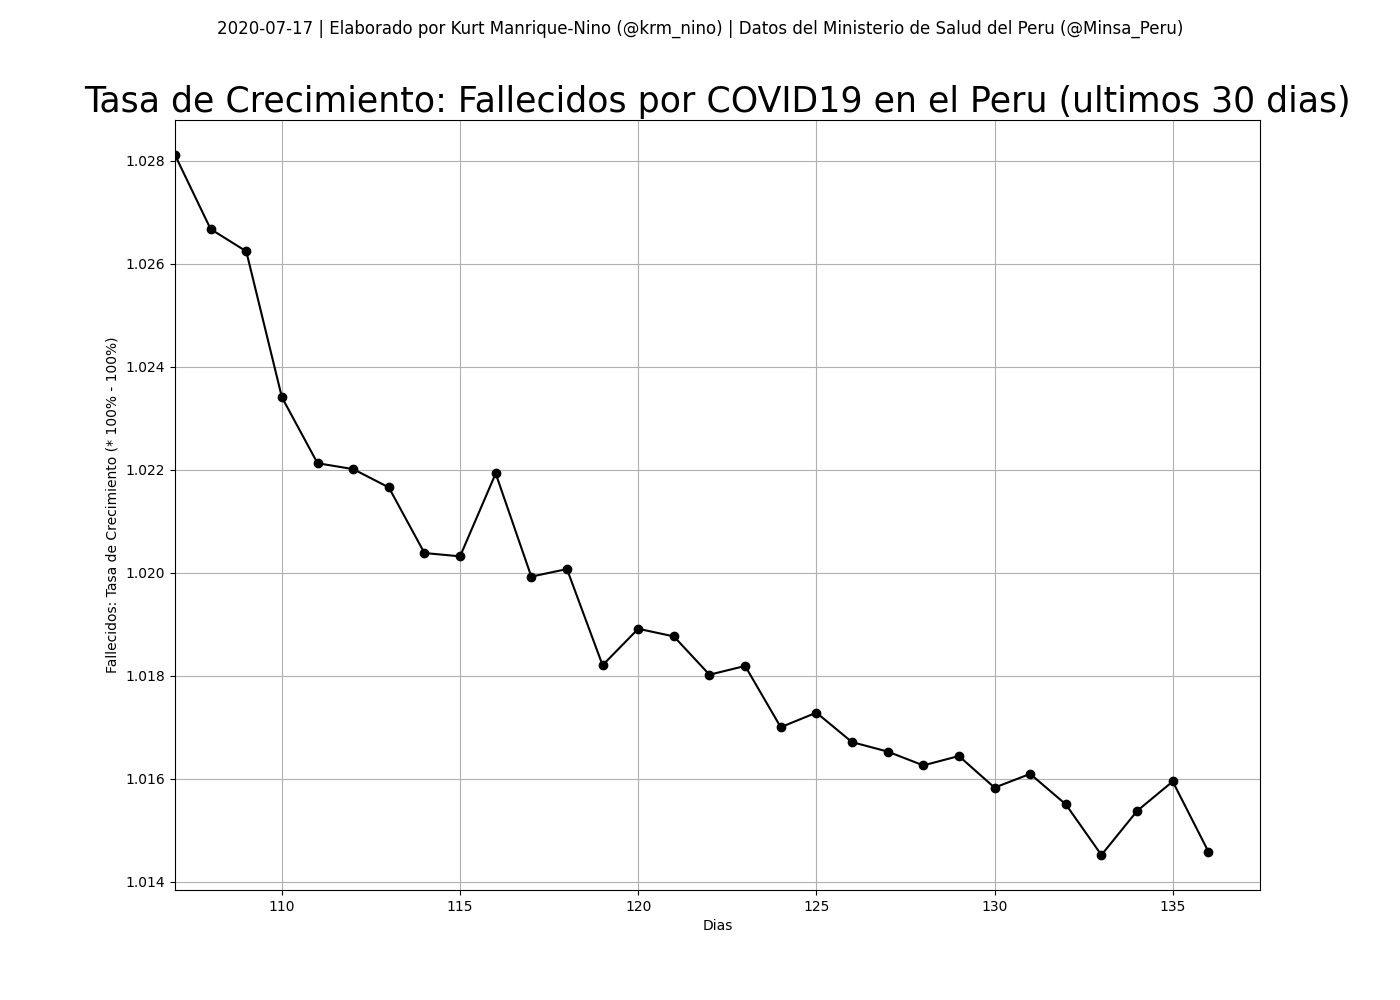 2020-07-17 | Elaborado por Kurt Manrique-Nino (@krm_nino) | Datos del Ministerio de Salud del Peru (@Minsa_Peru)
Tasa de Crecimiento: Fallecidos por COVID19 en el Peru (ultimos 30 dias)
Fallecidos: Tasa de Crecimiento (* 100% - 100%)
1.028
1.026
1.024
1.022
1.020
1.018
1.016
1.014
110 115 120 125 130 135
Dias